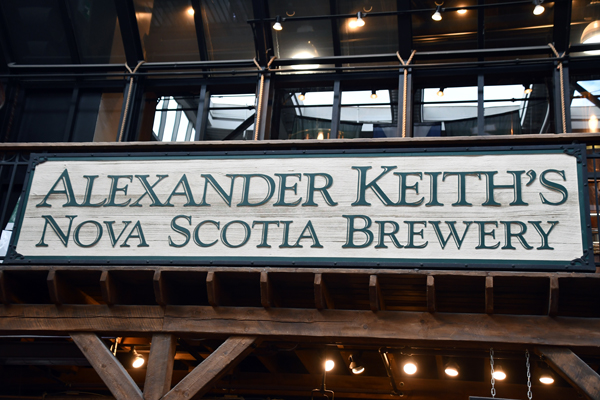 ALEXANDER KEITH'S
NOVA SCOTIA BREWERY